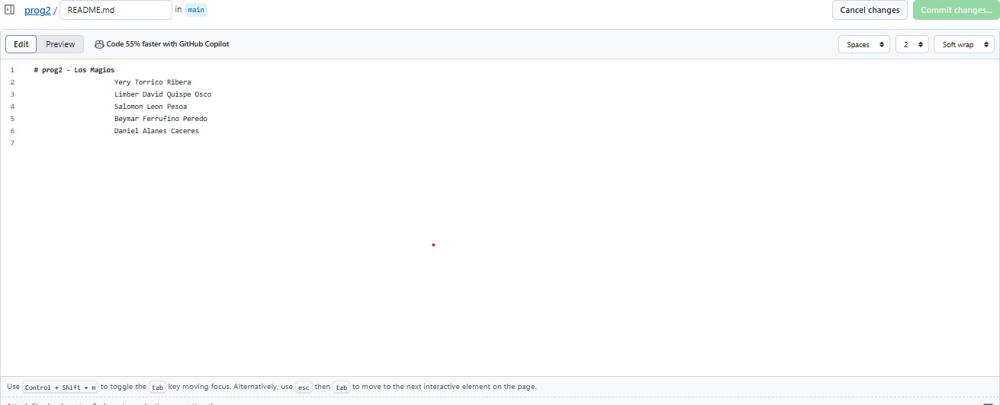 prog2 / README.md in main Cancel changes Commit changes...
Edit Preview Code 55% faster with GitHub Copilot Spaces 2 Soft wrap
1 # prog2 - Los Magios
2 Yery Torrico Ribera
3 Limber David Quispe Osco
4 Salomon Leon Pesoa
5 Beymar Ferrufino Peredo
6 Daniel Alanes Caceres
7
Use Control + Shift + m to toggle the tab key moving focus. Alternatively, use esc then tab to move to the next interactive element on the page.